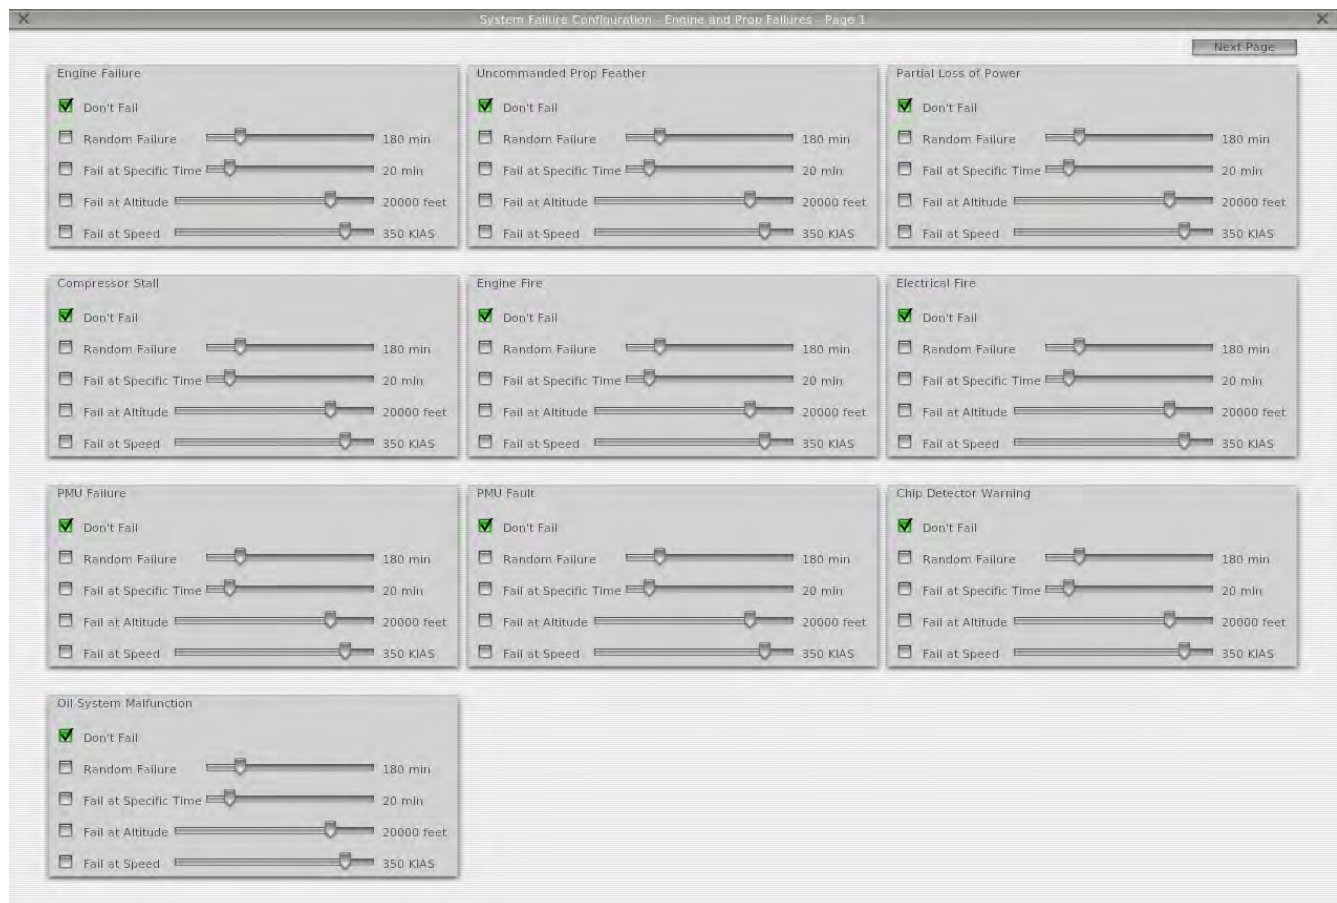 System Failure Configuration - Engine and Prop Failures - Page 1
Next Page
Engine Failure
Don't Fail
Random Failure 180 min
Fail at Specific Time 20 min
Fail at Altitude 20000 feet
Fail at Speed 350 KIAS
Uncommanded Prop Feather
Don't Fail
Random Failure 180 min
Fail at Specific Time 20 min
Fail at Altitude 20000 feet
Fail at Speed 350 KIAS
Partial Loss of Power
Don't Fail
Random Failure 180 min
Fail at Specific Time 20 min
Fail at Altitude 20000 feet
Fail at Speed 350 KIAS
Compressor Stall
Don't Fail
Random Failure 180 min
Fail at Specific Time 20 min
Fail at Altitude 20000 feet
Fail at Speed 350 KIAS
Engine Fire
Don't Fail
Random Failure 180 min
Fail at Specific Time 20 min
Fail at Altitude 20000 feet
Fail at Speed 350 KIAS
Electrical Fire
Don't Fail
Random Failure 180 min
Fail at Specific Time 20 min
Fail at Altitude 20000 feet
Fail at Speed 350 KIAS
PMU Failure
Don't Fail
Random Failure 180 min
Fail at Specific Time 20 min
Fail at Altitude 20000 feet
Fail at Speed 350 KIAS
PMU Fault
Don't Fail
Random Failure 180 min
Fail at Specific Time 20 min
Fail at Altitude 20000 feet
Fail at Speed 350 KIAS
Chip Detector Warning
Don't Fail
Random Failure 180 min
Fail at Specific Time 20 min
Fail at Altitude 20000 feet
Fail at Speed 350 KIAS
Oil System Malfunction
Don't Fail
Random Failure 180 min
Fail at Specific Time 20 min
Fail at Altitude 20000 feet
Fail at Speed 350 KIAS